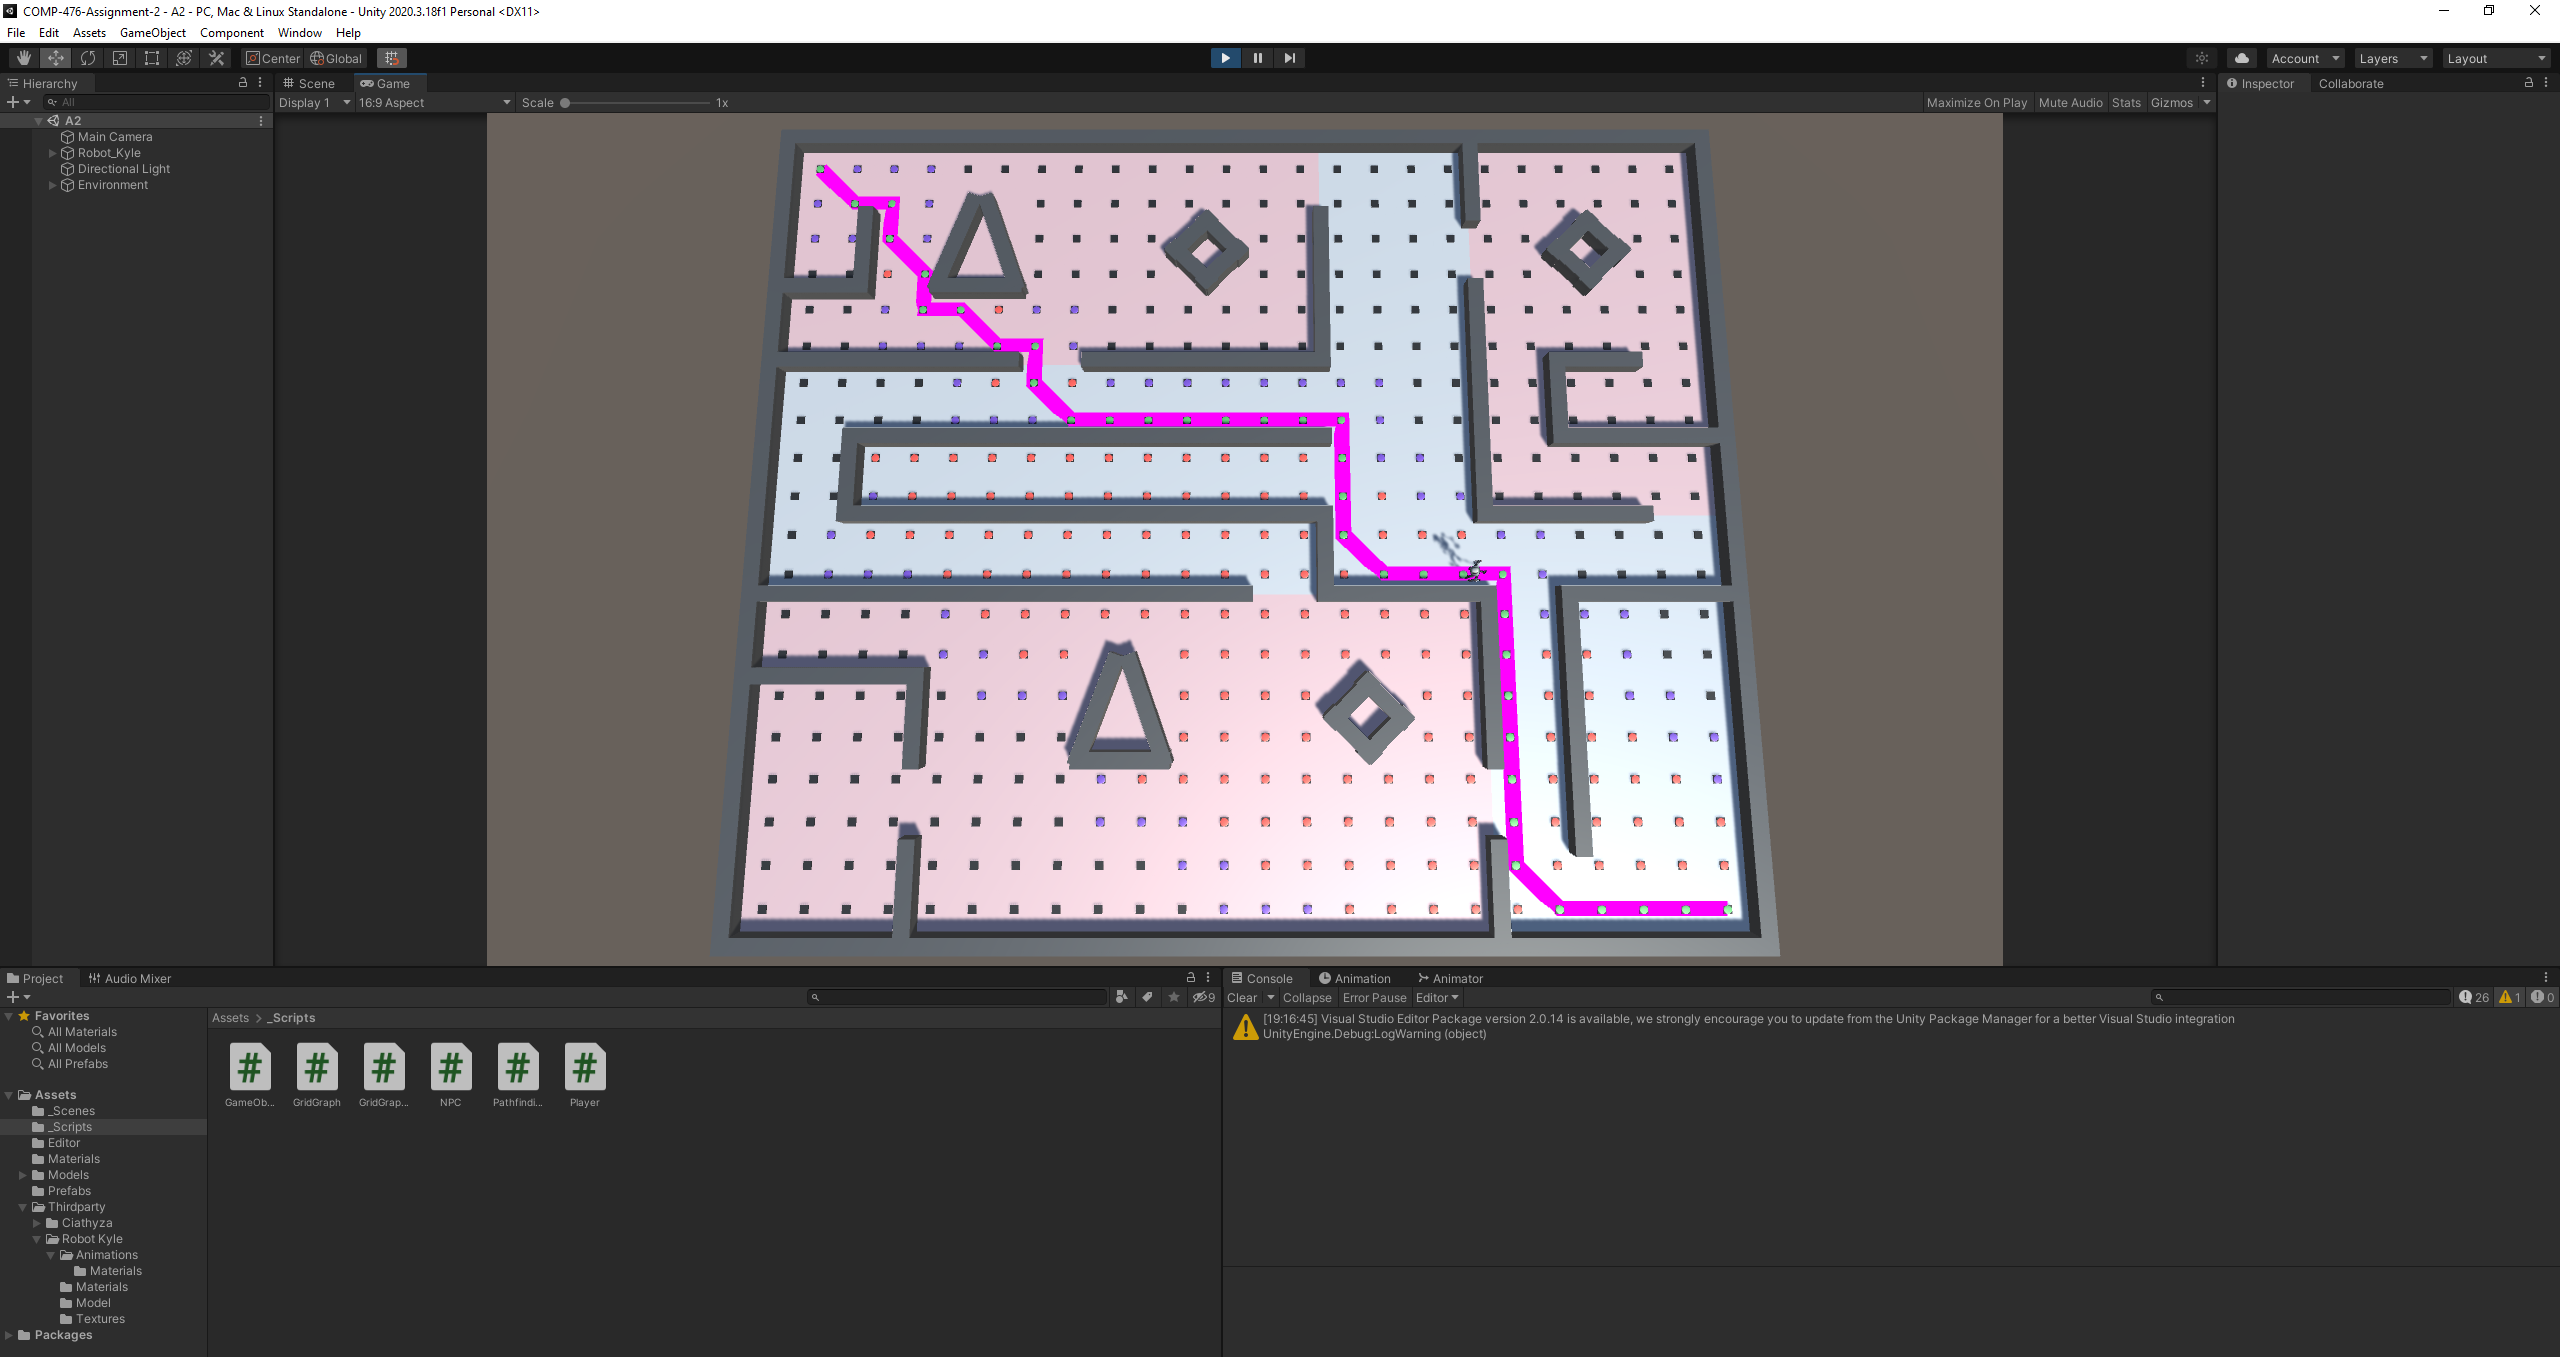 COMP-476-Assignment-2 - A2 - PC, Mac & Linux Standalone - Unity 2020.3.18f1 Personal <DX11>
File Edit Assets GameObject Component Window Help
Center Global Account Layers Layout
Hierarchy
All
A2
Main Camera
Robot_Kyle
Directional Light
Environment
Scene Game
Display 1 16:9 Aspect Scale 1x Maximize On Play Mute Audio Stats Gizmos
Inspector Collaborate
Project Audio Mixer
9
Favorites
All Materials
All Models
All Prefabs
Assets
_Scenes
_Scripts
Editor
Materials
Models
Prefabs
Thirdparty
Ciathyza
Robot Kyle
Animations
Materials
Materials
Model
Textures
Packages
Assets > _Scripts
GameOb... GridGraph GridGrap... NPC Pathfindi... Player
Console Animation Animator
Clear Collapse Error Pause Editor 26 1 0
[19:16:45] Visual Studio Editor Package version 2.0.14 is available, we strongly encourage you to update from the Unity Package Manager for a better Visual Studio integration
UnityEngine.Debug:LogWarning (object)